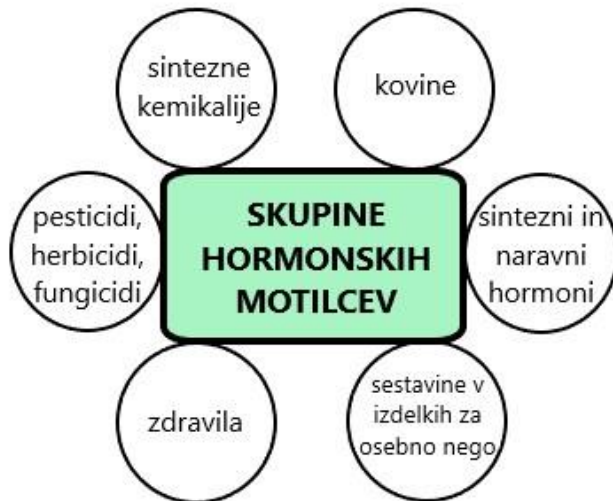 sintezne
kemikalije
kovine
pesticidi,
herbicidi,
fungicidi
SKUPINE
HORMONSKIH
MOTILCEV
sintezni in
naravni
hormoni
zdravila
sestavine v
izdelkih za
osebno nego